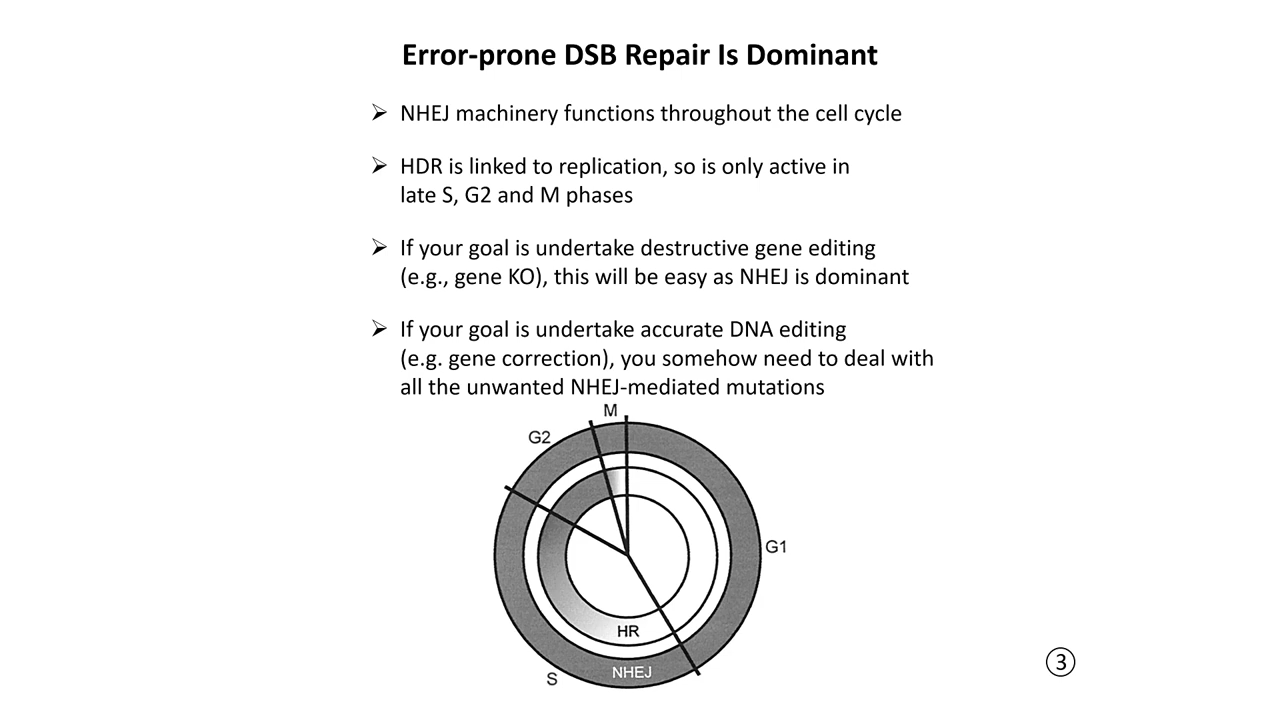 Error-prone DSB Repair Is Dominant
➢ NHEJ machinery functions throughout the cell cycle
➢ HDR is linked to replication, so is only active in
late S, G2 and M phases
➢ If your goal is undertake destructive gene editing
(e.g., gene KO), this will be easy as NHEJ is dominant
➢ If your goal is undertake accurate DNA editing
(e.g. gene correction), you somehow need to deal with
all the unwanted NHEJ-mediated mutations
M
G2
G1
HR
NHEJ
S
3